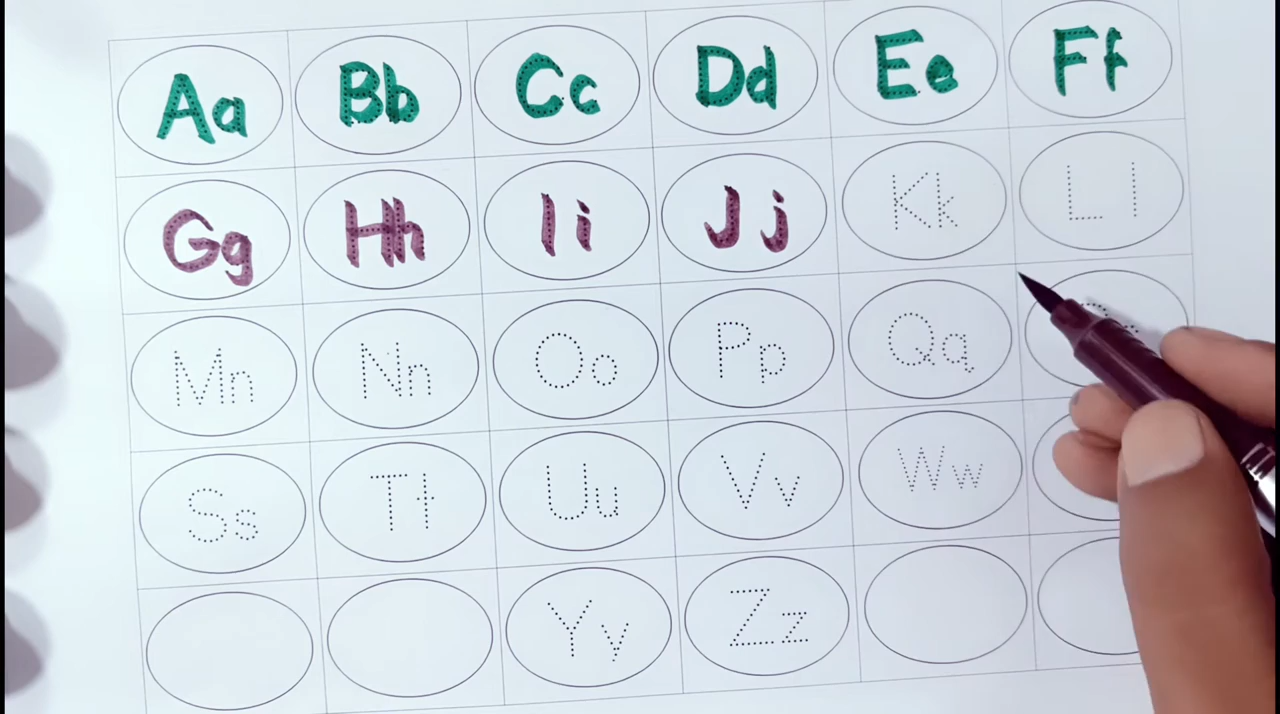 Aa Bb Cc Dd Ee Ff
Gg Hh Ii Jj Kk Ll
Mn Nn Oo Pp Qq
Ss Tt Uu Vv Ww
Yy Zz